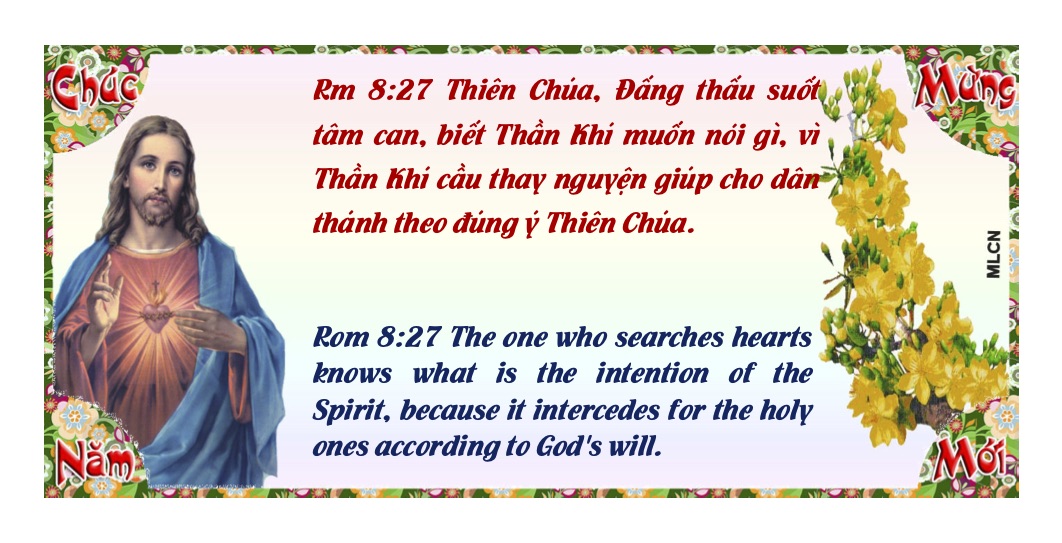 Chúc
Mừng
Rm 8:27 Thiên Chúa, Đấng thấu suốt
tâm can, biết Thần Khí muốn nói gì, vì
Thần Khí cầu thay nguyện giúp cho dân
thánh theo đúng ý Thiên Chúa.
MLCN
Rom 8:27 The one who searches hearts
knows what is the intention of the
Spirit, because it intercedes for the holy
ones according to God's will.
Năm
Mới